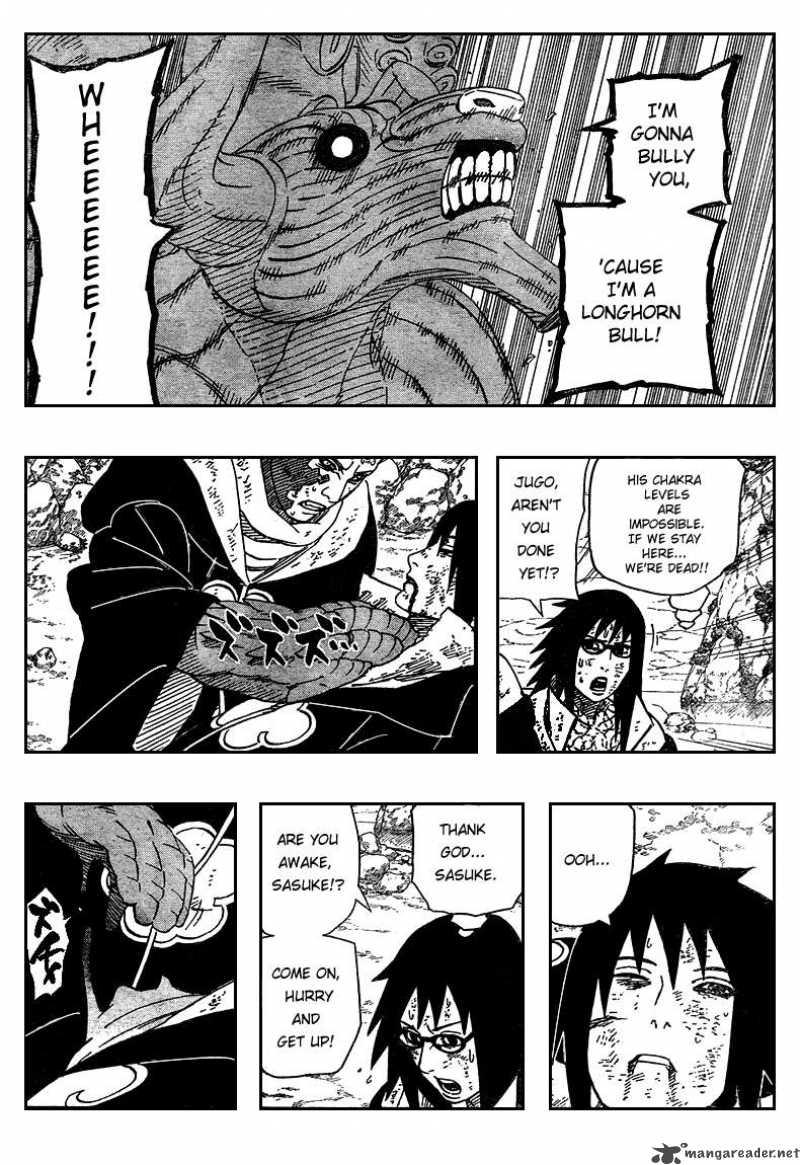 I'M
GONNA
BULLY
YOU,
'CAUSE
I'M A
LONGHORN
BULL!
WHEEEEEEE!!!
HIS CHAKRA
LEVELS
ARE
IMPOSSIBLE.
IF WE STAY
HERE...
WE'RE DEAD!!
JUGO,
AREN'T
YOU
DONE
YET!?
ズズズ...
OOH...
THANK
GOD...
SASUKE.
ARE YOU
AWAKE,
SASUKE!?
COME ON,
HURRY
AND
GET UP!
mangareader.net